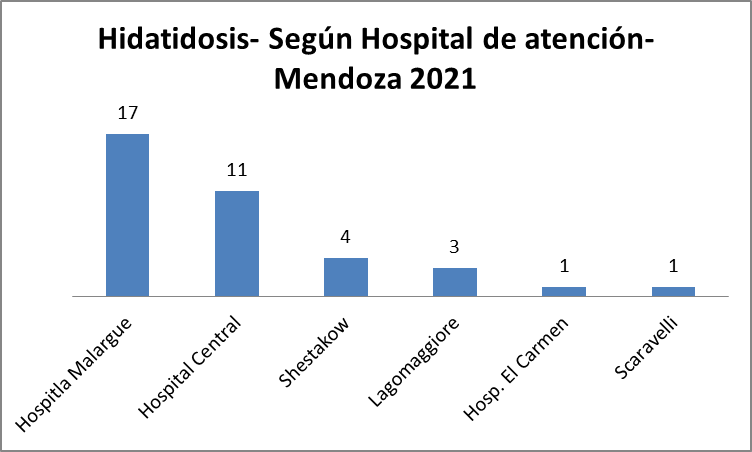 Hidatidosis- Según Hospital de atención-
Mendoza 2021
17
11
4
3
1
1
Hospitla Malargue
Hospital Central
Shestakow
Lagomaggiore
Hosp. El Carmen
Scaravelli